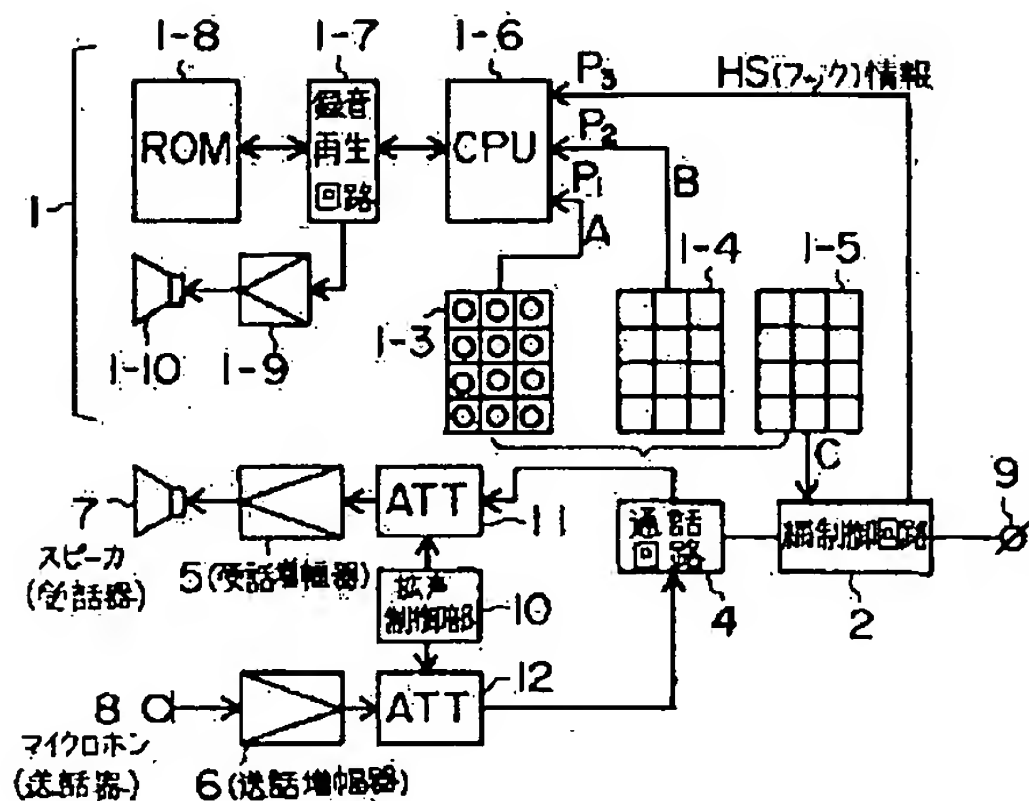 1-8
1-7
1-6
P₃
HS(フック)情報
ROM
録音
再生
回路
CPU
P₂
P₁
B
A
1
1-4
1-5
1-3
1-10
1-9
C
7
ATT
11
通話
回路
網制御回路
9
スピーカ
(受話器)
5(受話増幅器)
拡声
制御部
10
4
2
8
ATT
12
マイクロホン
(送話器)
6(送話増幅路)